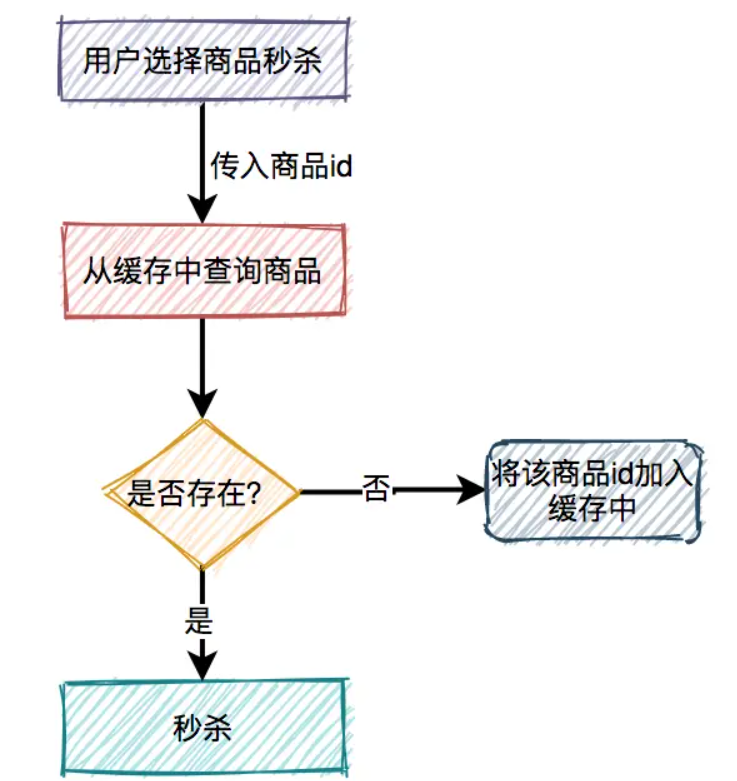 用户选择商品秒杀
传入商品id
从缓存中查询商品
是否存在?
否
将该商品id加入
缓存中
是
秒杀